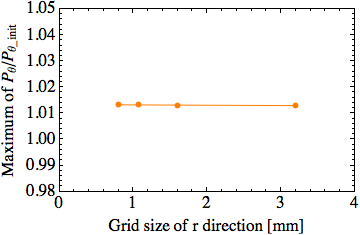 1.05
1.04
1.03
1.02
1.01
1.00
0.99
0.98
Maximum of Pθ/Pθ_init
0 1 2 3 4
Grid size of r direction [mm]